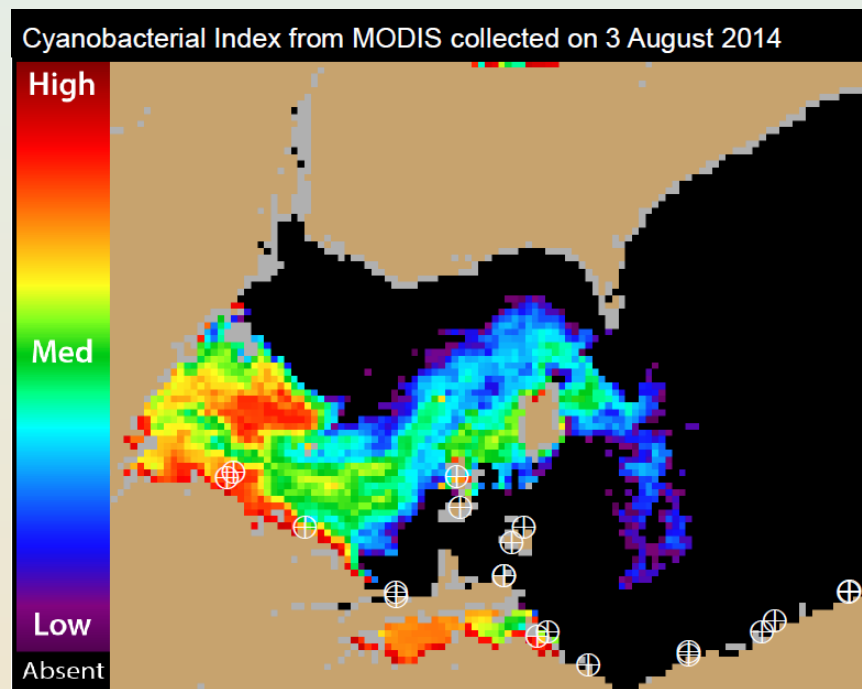 Cyanobacterial Index from MODIS collected on 3 August 2014
High
Med
Low
Absent